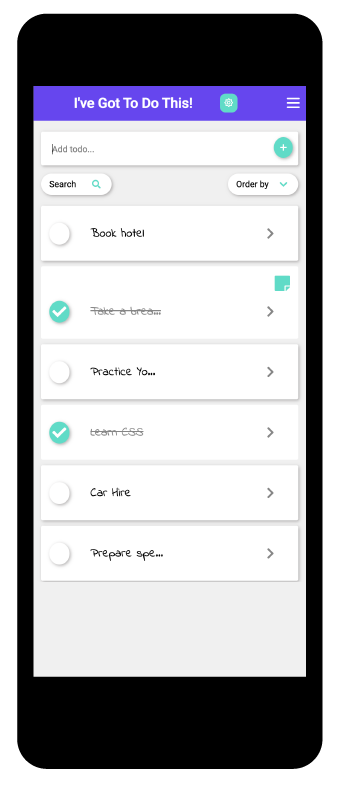 I've Got To Do This!
Add todo...
Search
Order by
Book hotel
Take a brea...
Practice Yo...
Learn CSS
Car Hire
Prepare spe...